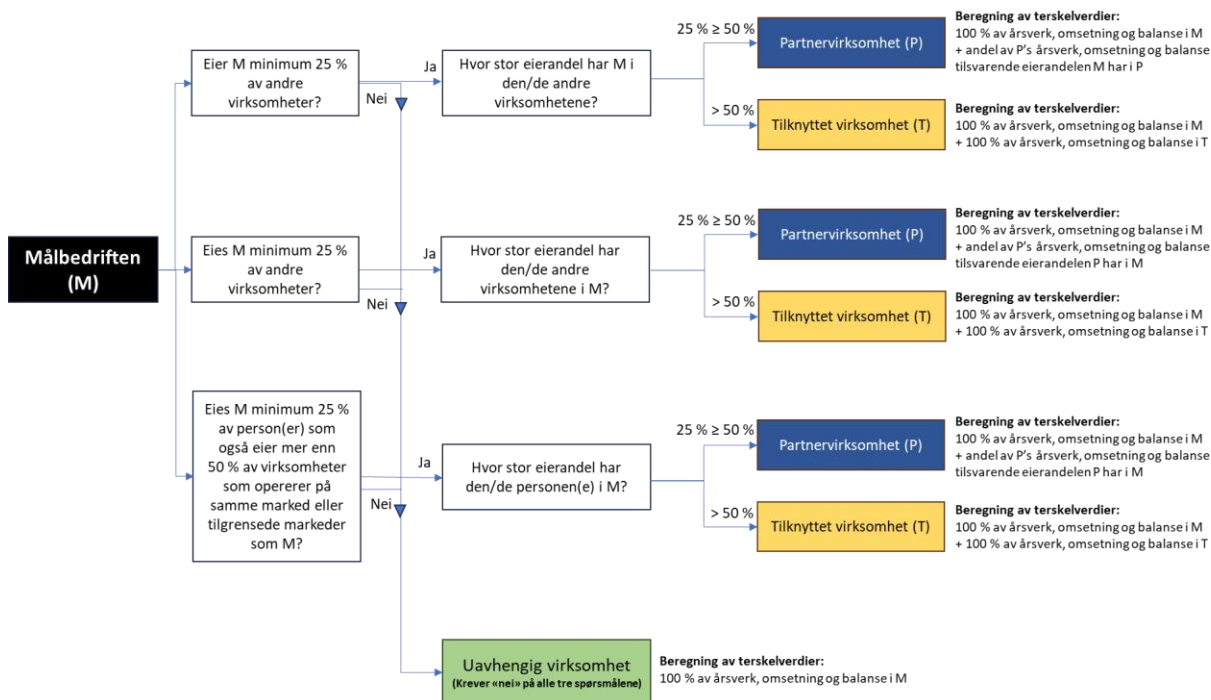 Målbedriften
(M)
Eier M minimum 25 %
av andre
virksomheter?
Ja
Nei
Hvor stor eierandel har M i
den/de andre
virksomhetene?
25 % ≥ 50 %
Partnervirksomhet (P)
Beregning av terskelverdier:
100 % av årsverk, omsetning og balanse i M
+ andel av P's årsverk, omsetning og balanse
tilsvarende eierandelen M har i P
> 50 %
Tilknyttet virksomhet (T)
Beregning av terskelverdier:
100 % av årsverk, omsetning og balanse i M
+ 100 % av årsverk, omsetning og balanse i T
Eies M minimum 25 %
av andre
virksomheter?
Ja
Nei
Hvor stor eierandel har
den/de andre
virksomhetene i M?
25 % ≥ 50 %
Partnervirksomhet (P)
Beregning av terskelverdier:
100 % av årsverk, omsetning og balanse i M
+ andel av P's årsverk, omsetning og balanse
tilsvarende eierandelen P har i M
> 50 %
Tilknyttet virksomhet (T)
Beregning av terskelverdier:
100 % av årsverk, omsetning og balanse i M
+ 100 % av årsverk, omsetning og balanse i T
Eies M minimum 25 %
av person(er) som
også eier mer enn
50 % av virksomheter
som opererer på
samme marked eller
tilgrensede markeder
som M?
Ja
Nei
Hvor stor eierandel har
den/de personen(e) i M?
25 % ≥ 50 %
Partnervirksomhet (P)
Beregning av terskelverdier:
100 % av årsverk, omsetning og balanse i M
+ andel av P's årsverk, omsetning og balanse
tilsvarende eierandelen P har i M
> 50 %
Tilknyttet virksomhet (T)
Beregning av terskelverdier:
100 % av årsverk, omsetning og balanse i M
+ 100 % av årsverk, omsetning og balanse i T
Uavhengig virksomhet
(Krever «nei» på alle tre spørsmålene)
Beregning av terskelverdier:
100 % av årsverk, omsetning og balanse i M